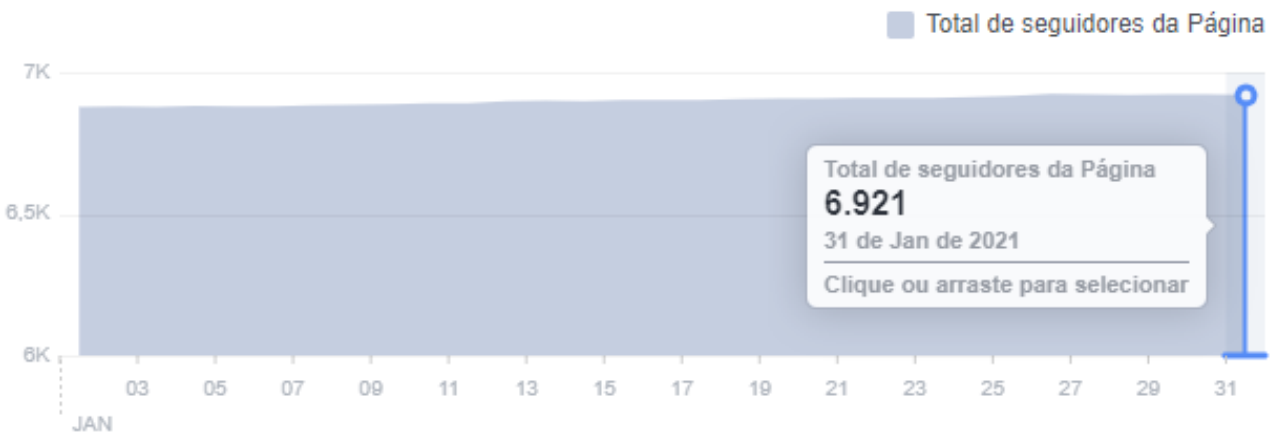 Total de seguidores da Página
7K
6,5K
Total de seguidores da Página
6.921
31 de Jan de 2021
Clique ou arraste para selecionar
6K
03 05 07 09 11 13 15 17 19 21 23 25 27 29 31
JAN